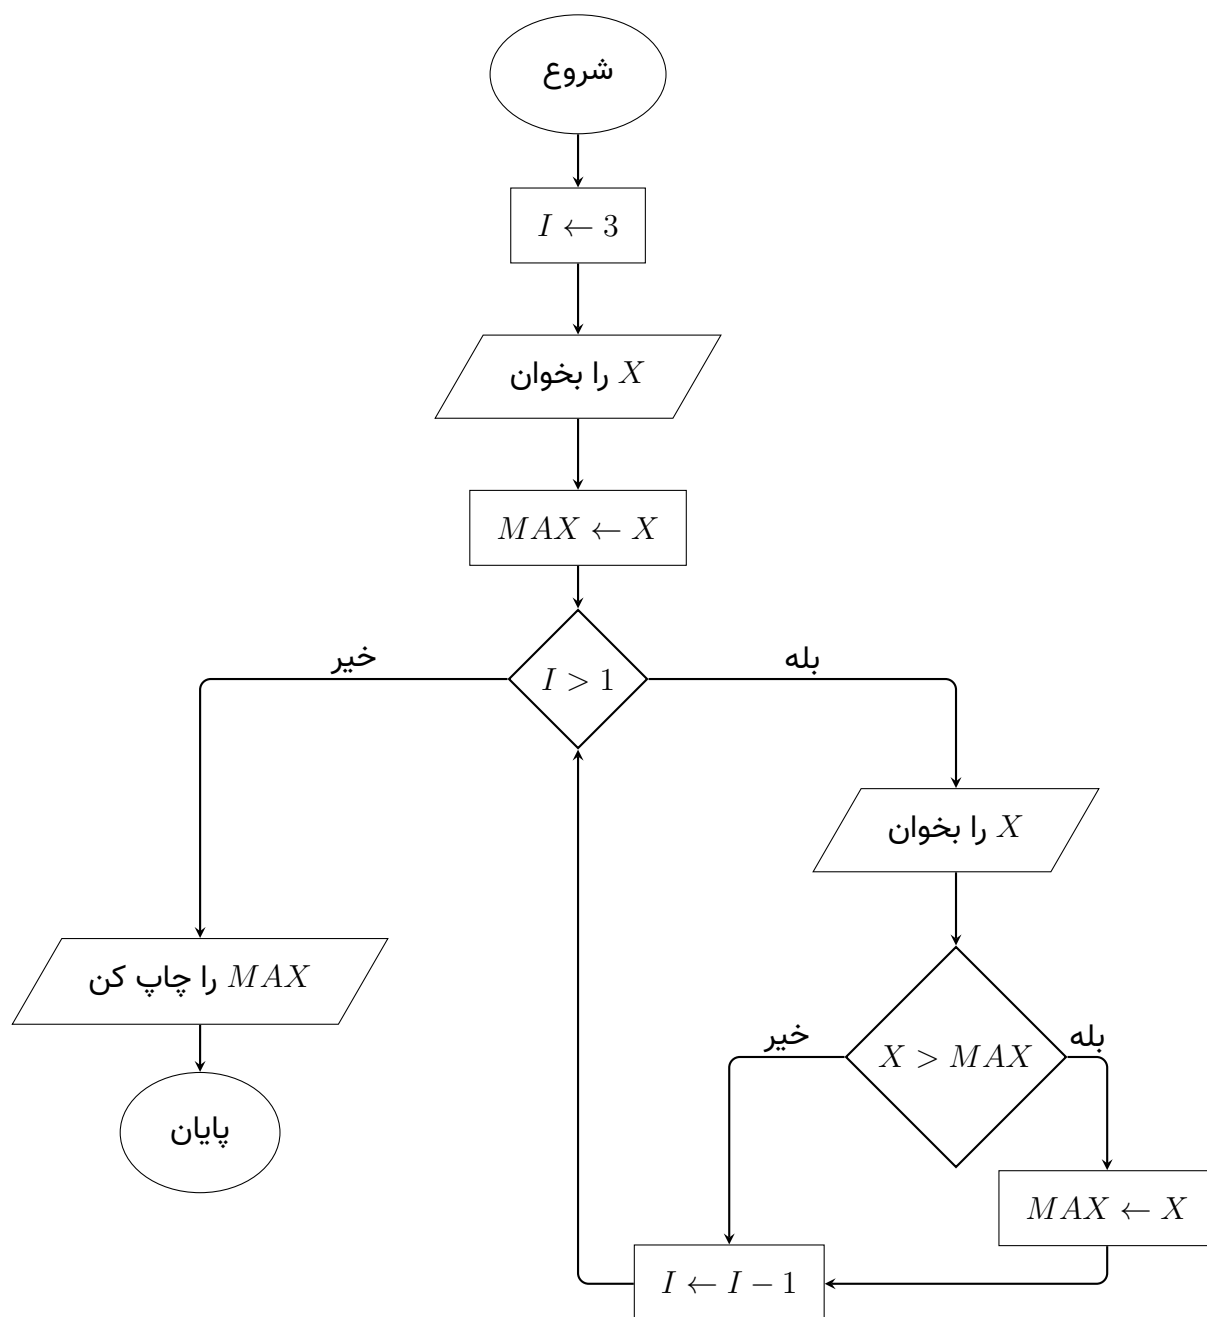 شروع
I ← 3
X را بخوان
MAX ← X
I > 1
خیر
بله
X را بخوان
MAX را چاپ کن
X > MAX
خیر
بله
پایان
MAX ← X
I ← I − 1